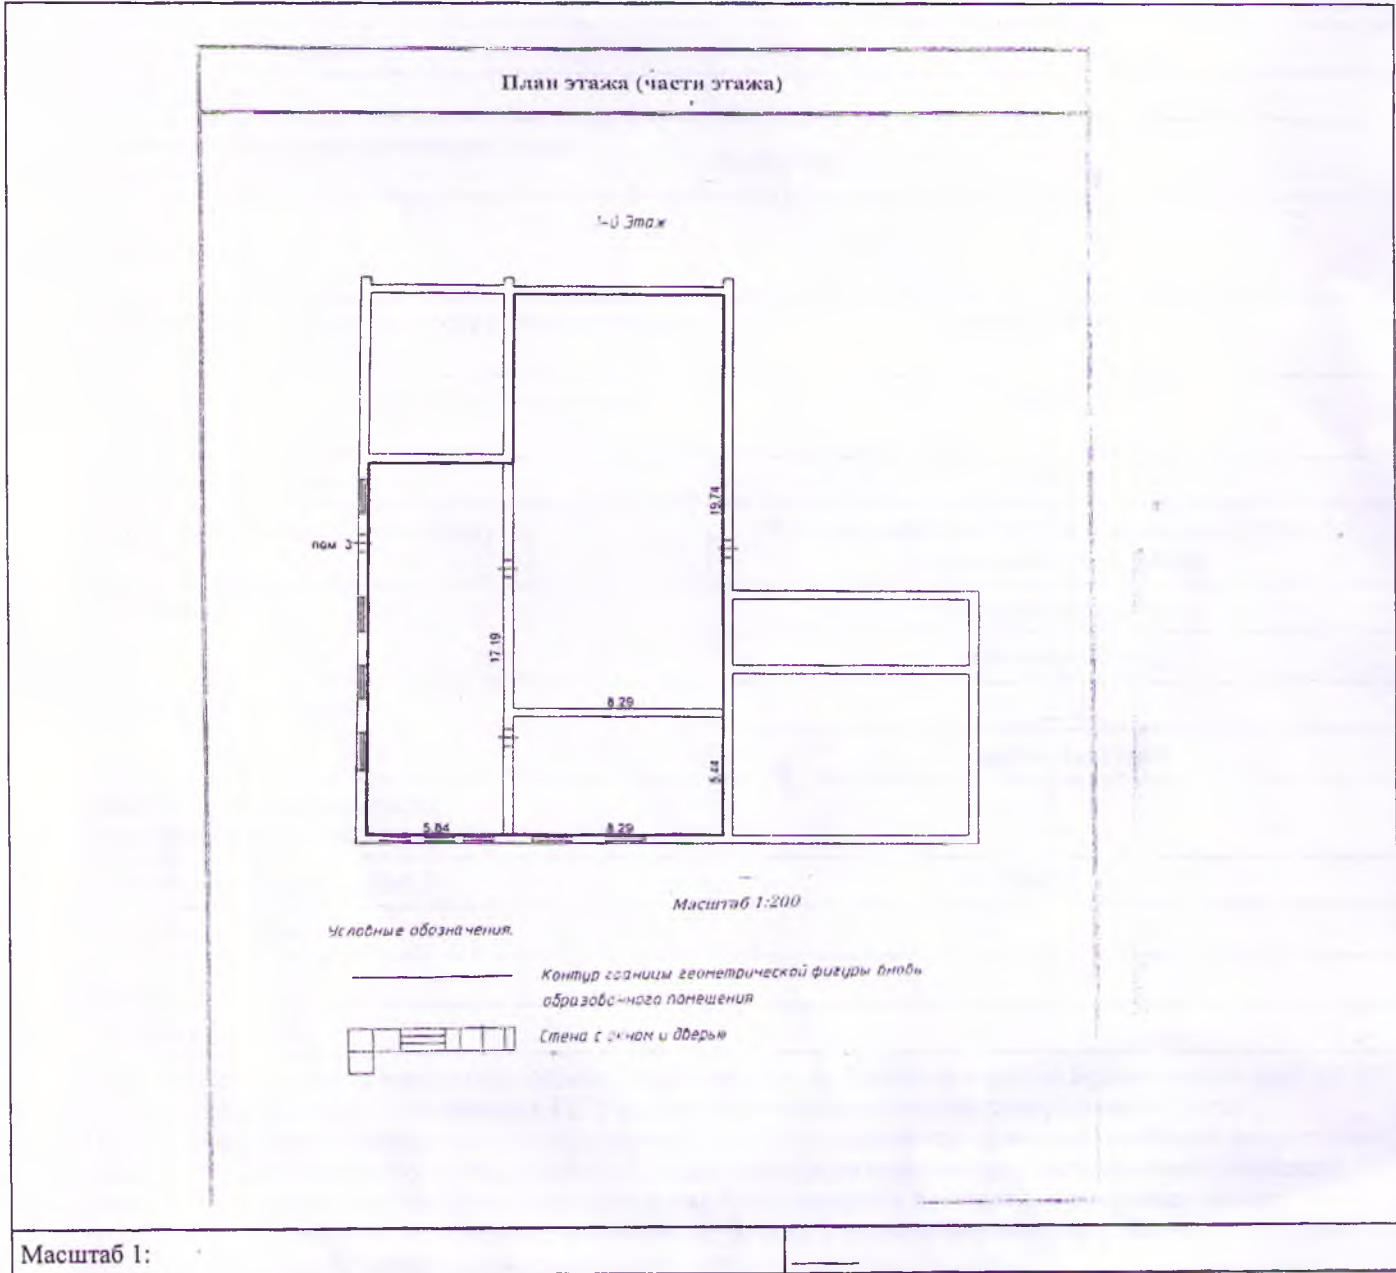 План этажа (части этажа)
1-й Этаж
19.74
пом 3
17.19
8.29
5.44
5.84
8.29
Масштаб 1:200
Условные обозначения:
Контур границы геометрической фигуры вновь
образованного помещения
Стена с окном и дверью
Масштаб 1: